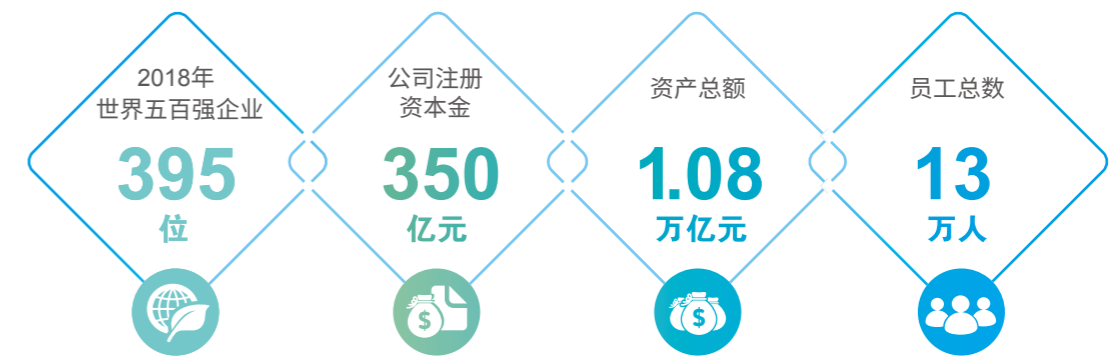 2018年
世界五百强企业
395
位
公司注册
资本金
350
亿元
资产总额
1.08
万亿元
员工总数
13
万人
$
$